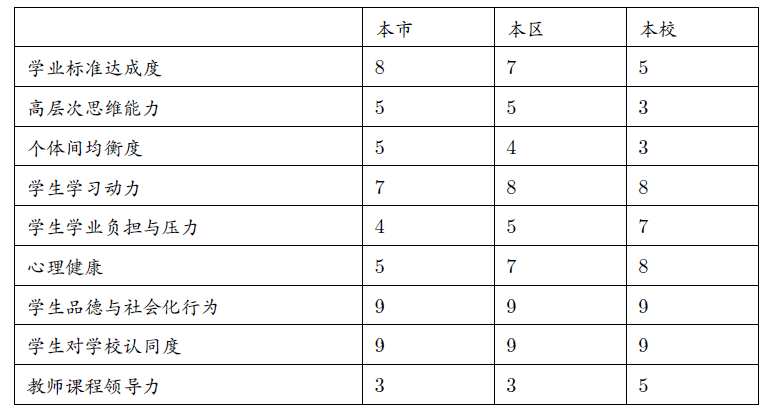 本市 本区 本校
学业标准达成度 8 7 5
高层次思维能力 5 5 3
个体间均衡度 5 4 3
学生学习动力 7 8 8
学生学业负担与压力 4 5 7
心理健康 5 7 8
学生品德与社会化行为 9 9 9
学生对学校认同度 9 9 9
教师课程领导力 3 3 5